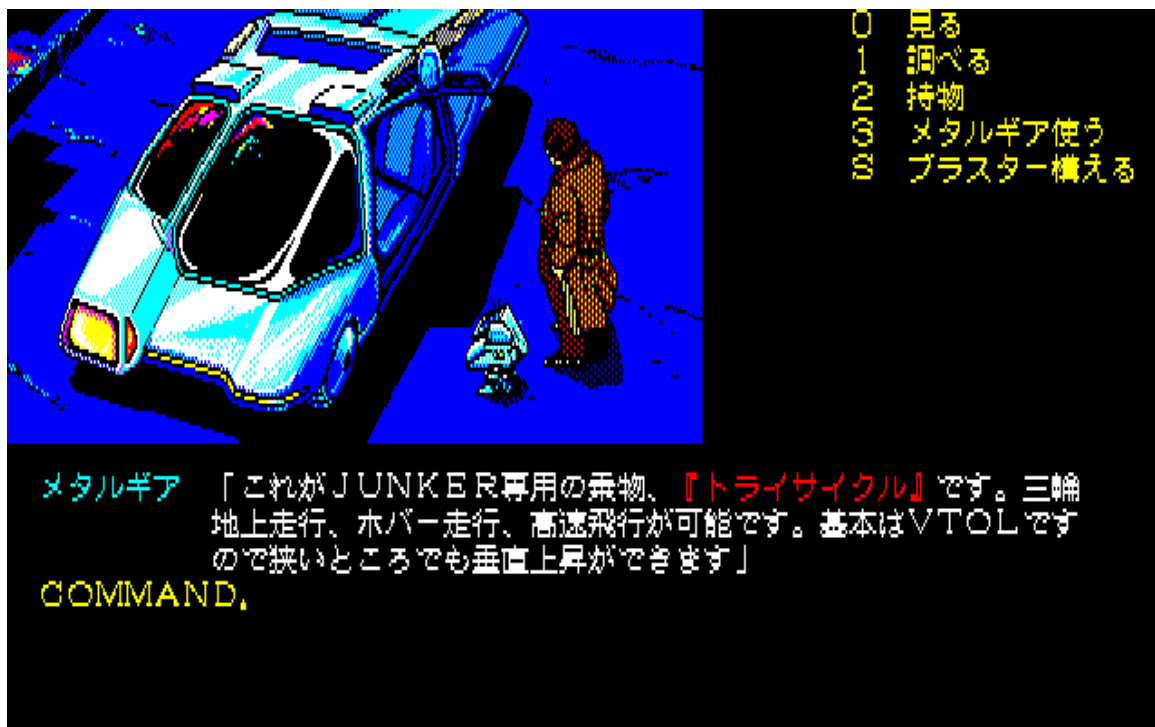 0 見る
1 調べる
2 持物
3 メタルギア使う
S ブラスター構える
メタルギア 「これがJUNKER専用の乗物、『トライサイクル』です。三輪
地上走行、ホバー走行、高速飛行が可能です。基本はVTOLです
ので狭いところでも垂直上昇ができます」
COMMAND.